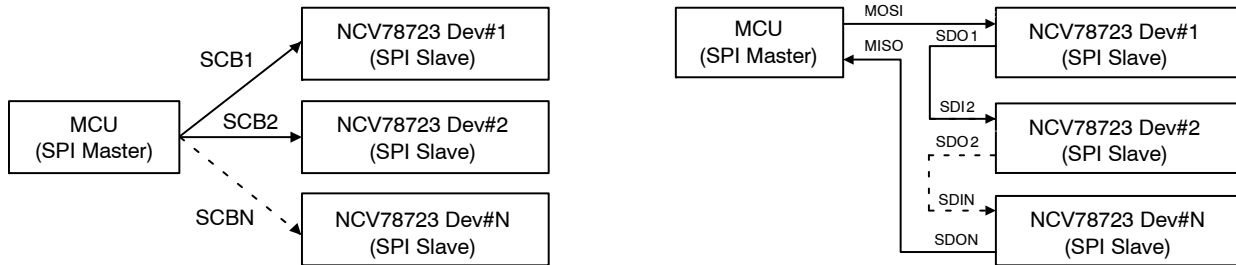 NCV78723 Dev#1
(SPI Slave)
SCB1
MCU
(SPI Master)
SCB2
NCV78723 Dev#2
(SPI Slave)
SCBN
NCV78723 Dev#N
(SPI Slave)
MCU
(SPI Master)
MOSI
MISO
SDO1
NCV78723 Dev#1
(SPI Slave)
SDI2
SDO2
NCV78723 Dev#2
(SPI Slave)
SDIN
SDON
NCV78723 Dev#N
(SPI Slave)